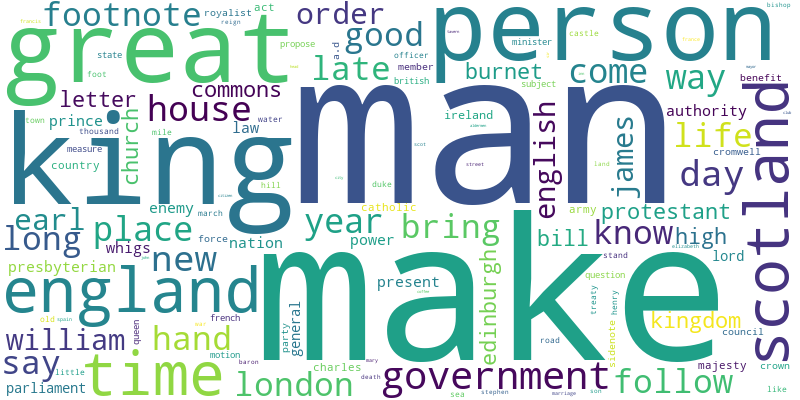 footnote
royalist
act
reign
order
state
propose
foot
good
a.d
minister
officer
member
british
person
bishop
castle
great
late
burnet
come
way
subject
benefit
commons
letter
house
prince
church
law
water
thousand
town
measure
mile
country
king
man
ireland
english
james
authority
life
cromwell
scotland
hill
scot
street
duke
day
land
enemy
march
catholic
army
protestant
earl
place
year
bring
long
whigs
new
force
nation
power
bill
know
high
lord
stand
elizabeth
presbyterian
england
make
present
edinburgh
question
treaty
henry
kingdom
old
spain
queen
french
party
general
road
sidenote
council
william
hand
motion
charles
majesty
crown
say
little
time
baron
mary
death
london
government
follow
parliament
sea
stephen
marriage
son
like